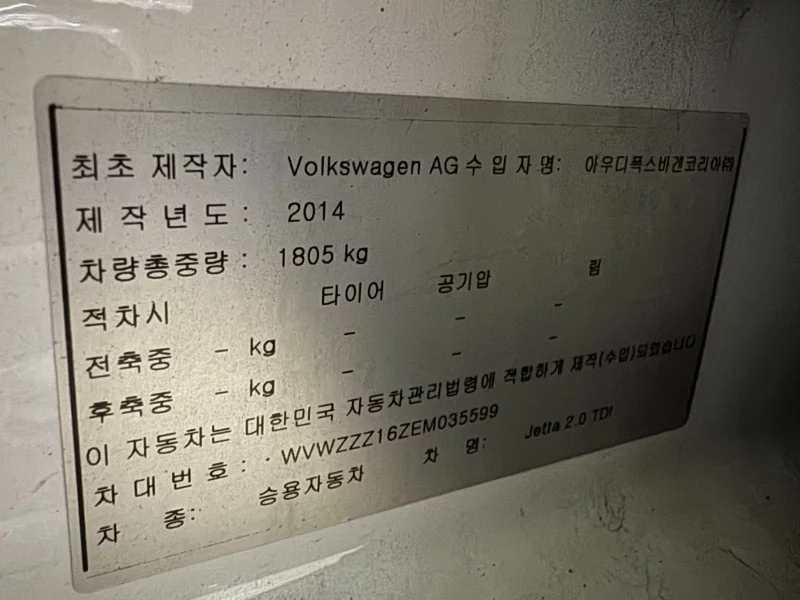 최초 제작자: Volkswagen AG 수 입 자 명: 아우디폭스바겐코리아㈜
제 작 년 도 : 2014
차량총중량 : 1805 kg
적차시 타이어 공기압 림
전축중 - kg - - -
후축중 - kg - - -
이 자동차는 대한민국 자동차관리법령에 적합하게 제작(수입)되었습니다
차 대 번 호 : · WVWZZZ16ZEM035599
차 종: 승용자동차 차 명: Jetta 2.0 TDI